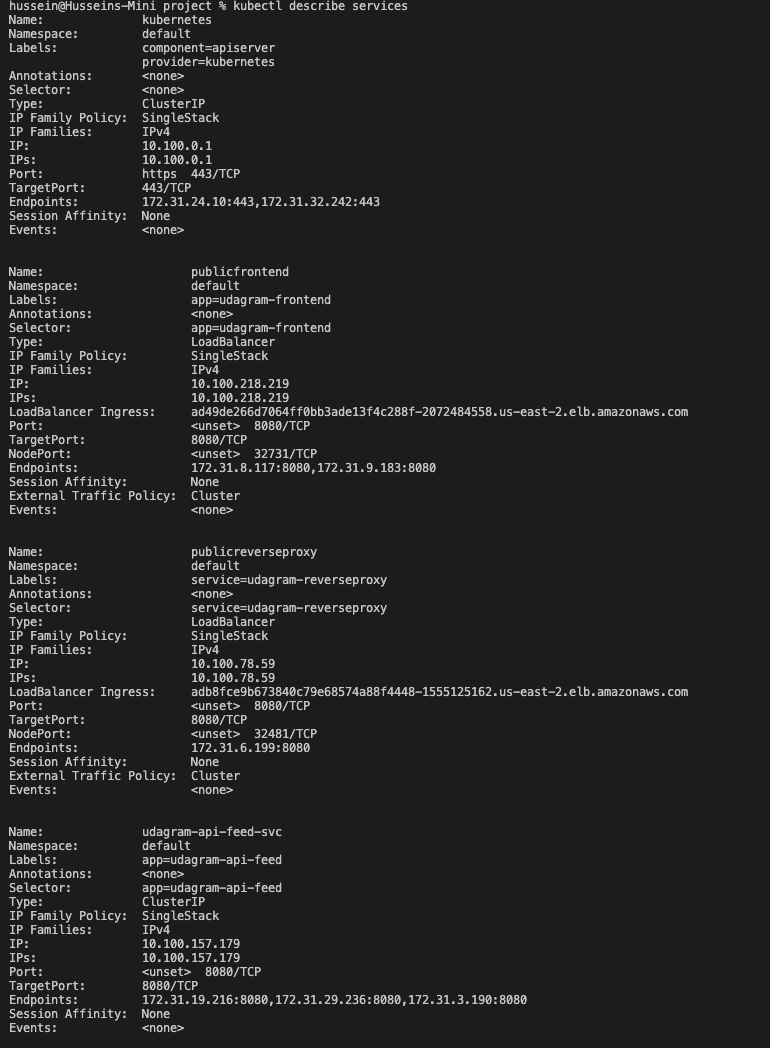 hussein@Husseins-Mini project % kubectl describe services
Name:              kubernetes
Namespace:         default
Labels:            component=apiserver
                   provider=kubernetes
Annotations:       <none>
Selector:          <none>
Type:              ClusterIP
IP Family Policy:  SingleStack
IP Families:       IPv4
IP:                10.100.0.1
IPs:               10.100.0.1
Port:              https  443/TCP
TargetPort:        443/TCP
Endpoints:         172.31.24.10:443,172.31.32.242:443
Session Affinity:  None
Events:            <none>
Name:                     publicfrontend
Namespace:                default
Labels:                   app=udagram-frontend
Annotations:              <none>
Selector:                 app=udagram-frontend
Type:                     LoadBalancer
IP Family Policy:         SingleStack
IP Families:              IPv4
IP:                       10.100.218.219
IPs:                      10.100.218.219
LoadBalancer Ingress:     ad49de266d7064ff0bb3ade13f4c288f-2072484558.us-east-2.elb.amazonaws.com
Port:                     <unset>  8080/TCP
TargetPort:               8080/TCP
NodePort:                 <unset>  32731/TCP
Endpoints:                172.31.8.117:8080,172.31.9.183:8080
Session Affinity:         None
External Traffic Policy:  Cluster
Events:                   <none>
Name:                     publicreverseproxy
Namespace:                default
Labels:                   service=udagram-reverseproxy
Annotations:              <none>
Selector:                 service=udagram-reverseproxy
Type:                     LoadBalancer
IP Family Policy:         SingleStack
IP Families:              IPv4
IP:                       10.100.78.59
IPs:                      10.100.78.59
LoadBalancer Ingress:     adb8fce9b673840c79e68574a88f4448-1555125162.us-east-2.elb.amazonaws.com
Port:                     <unset>  8080/TCP
TargetPort:               8080/TCP
NodePort:                 <unset>  32481/TCP
Endpoints:                172.31.6.199:8080
Session Affinity:         None
External Traffic Policy:  Cluster
Events:                   <none>
Name:              udagram-api-feed-svc
Namespace:         default
Labels:            app=udagram-api-feed
Annotations:       <none>
Selector:          app=udagram-api-feed
Type:              ClusterIP
IP Family Policy:  SingleStack
IP Families:       IPv4
IP:                10.100.157.179
IPs:               10.100.157.179
Port:              <unset>  8080/TCP
TargetPort:        8080/TCP
Endpoints:         172.31.19.216:8080,172.31.29.236:8080,172.31.3.190:8080
Session Affinity:  None
Events:            <none>